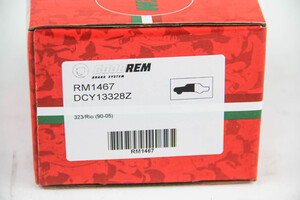 REM
BRAKE SYSTEM
RM1467
DCY13328Z
323/Rio (90-05)
RM1467